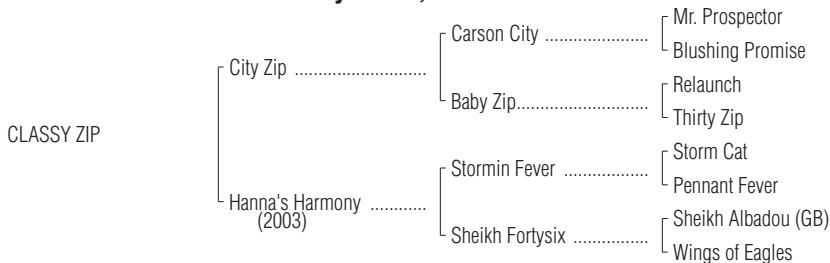 Mr. Prospector
Carson City ............................
Blushing Promise
City Zip ............................
Relaunch
Baby Zip............................
Thirty Zip
CLASSY ZIP
Storm Cat
Stormin Fever ..................
Pennant Fever
Hanna's Harmony ............
(2003)
Sheikh Albadou (GB)
Sheikh Fortysix ................
Wings of Eagles